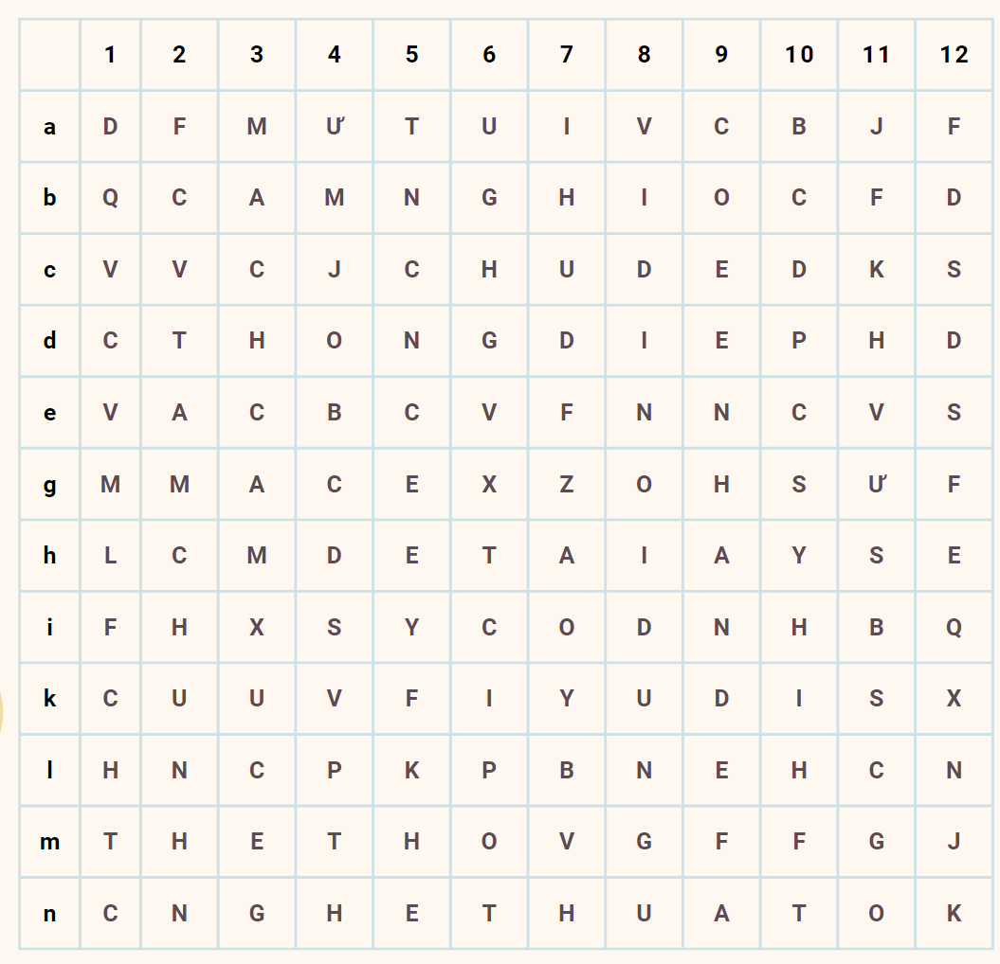 1 2 3 4 5 6 7 8 9 10 11 12
a D F M Ư T U I V C B J F
b Q C A M N G H I O C F D
c V V C J C H U D E D K S
d C T H O N G D I E P H D
e V A C B C V F N N C V S
g M M A C E X Z O H S Ư F
h L C M D E T A I A Y S E
i F H X S Y C O D N H B Q
k C U U V F I Y U D I S X
l H N C P K P B N E H C N
m T H E T H O V G F F G J
n C N G H E T H U A T O K